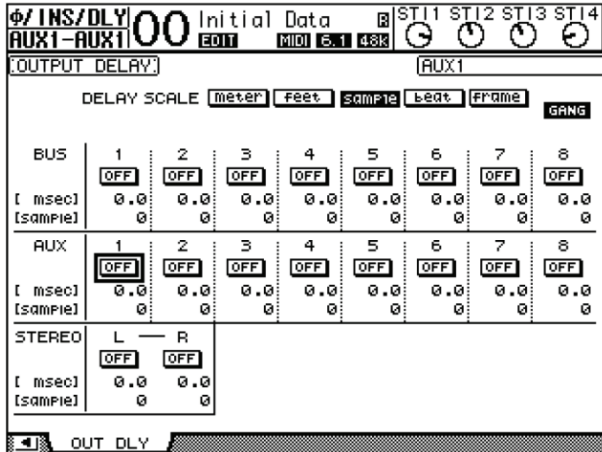 Φ/INS/DLY 00 Initial Data R ST11 ST12 ST13 ST14
AUX1-AUX1 EDIT MIDI 6.1 48K
OUTPUT DELAY AUX1
DELAY SCALE meter feet sample beat frame
GANG
BUS 1 2 3 4 5 6 7 8
OFF OFF OFF OFF OFF OFF OFF OFF
[ msec] 0.0 0.0 0.0 0.0 0.0 0.0 0.0 0.0
[sample] 0 0 0 0 0 0 0 0
AUX 1 2 3 4 5 6 7 8
OFF OFF OFF OFF OFF OFF OFF OFF
[ msec] 0.0 0.0 0.0 0.0 0.0 0.0 0.0 0.0
[sample] 0 0 0 0 0 0 0 0
STEREO L — R
OFF OFF
[ msec] 0.0 0.0
[sample] 0 0
OUT DLY